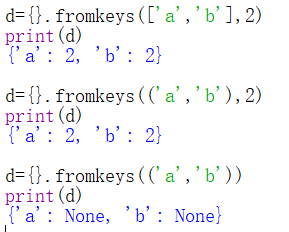 d={}.fromkeys(['a','b'],2)
print(d)
{'a': 2, 'b': 2}
d={}.fromkeys(('a','b'),2)
print(d)
{'a': 2, 'b': 2}
d={}.fromkeys(('a','b'))
print(d)
{'a': None, 'b': None}